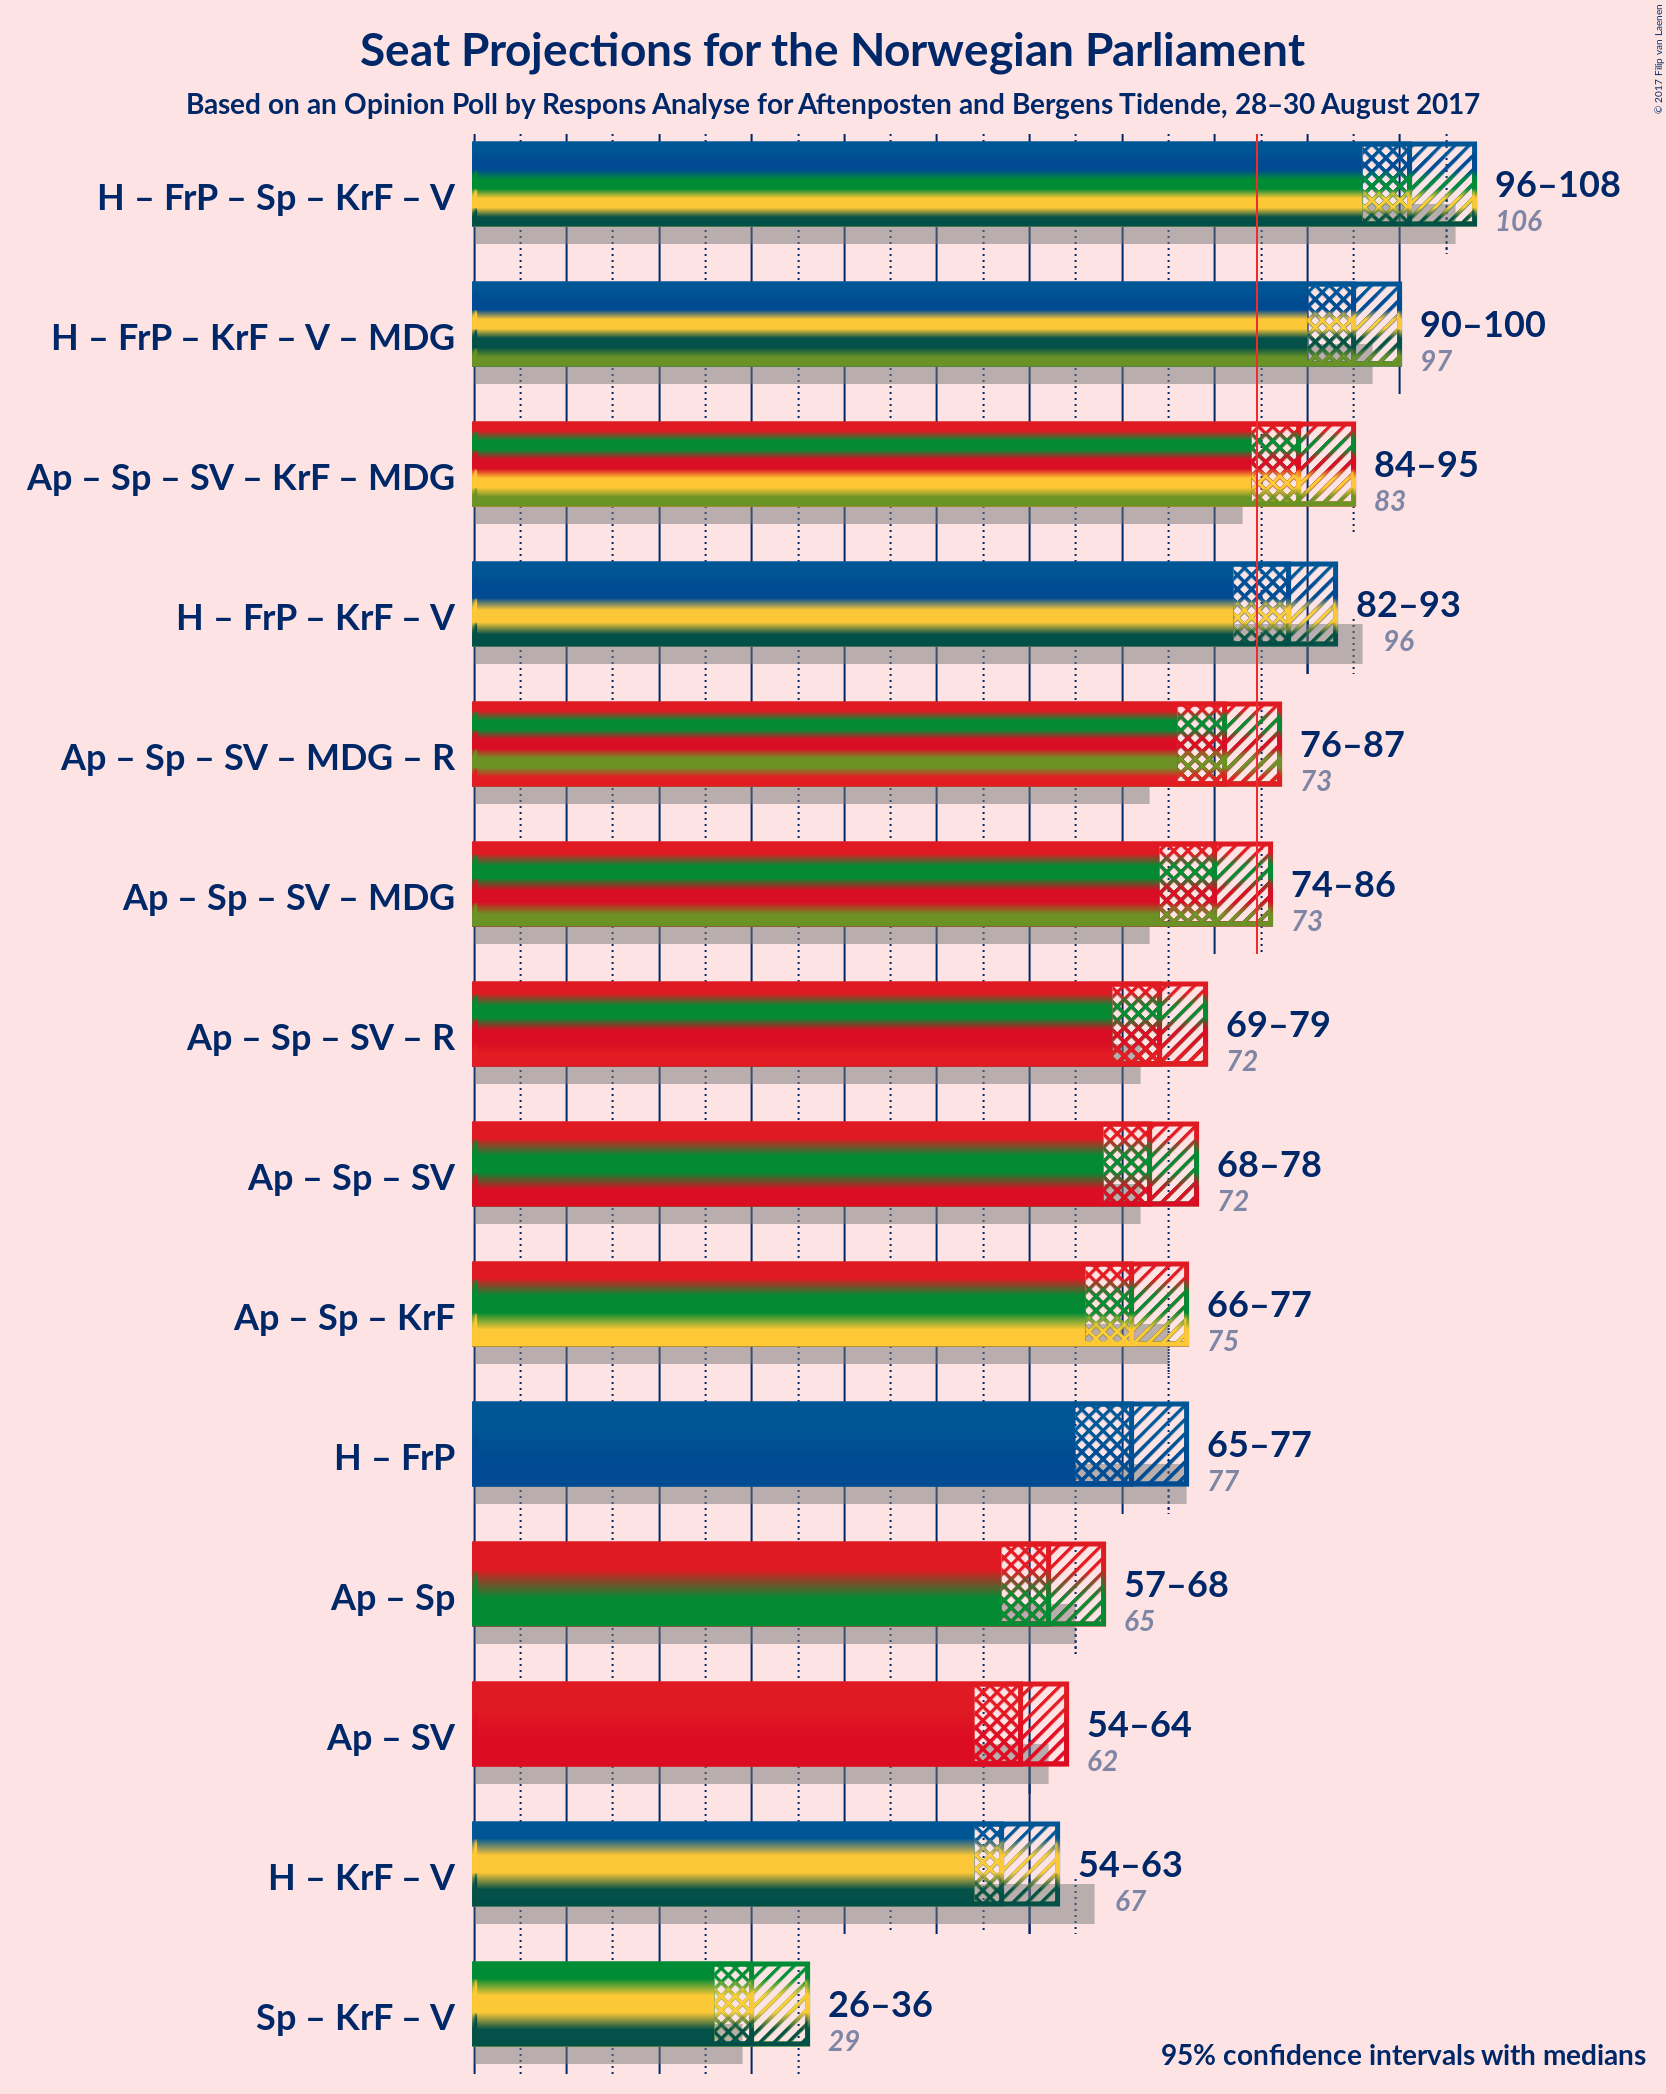 Seat Projections for the Norwegian Parliament
Based on an Opinion Poll by Respons Analyse for Aftenposten and Bergens Tidende, 28–30 August 2017
© 2017 Filip van Laenen
H – FrP – Sp – KrF – V
96–108
106
H – FrP – KrF – V – MDG
90–100
97
Ap – Sp – SV – KrF – MDG
84–95
83
H – FrP – KrF – V
82–93
96
Ap – Sp – SV – MDG – R
76–87
73
Ap – Sp – SV – MDG
74–86
73
Ap – Sp – SV – R
69–79
72
Ap – Sp – SV
68–78
72
Ap – Sp – KrF
66–77
75
H – FrP
65–77
77
Ap – Sp
57–68
65
Ap – SV
54–64
62
H – KrF – V
54–63
67
Sp – KrF – V
26–36
29
95% confidence intervals with medians